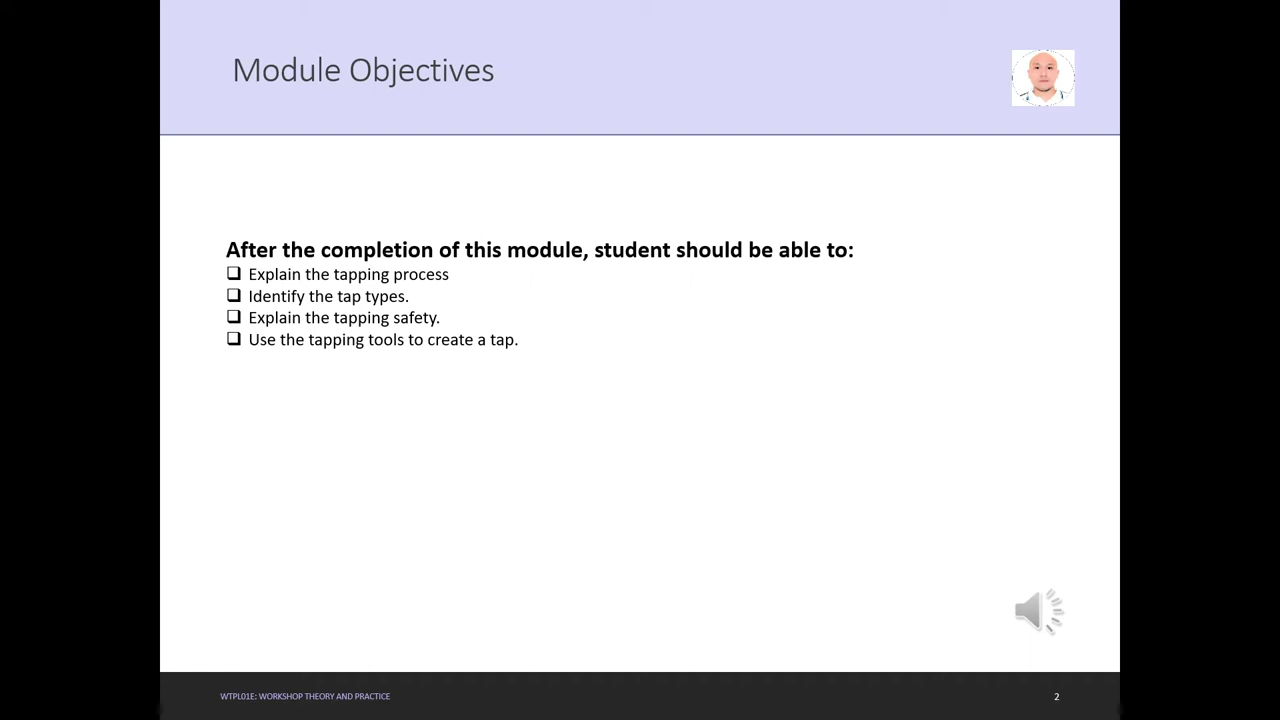 Module Objectives
After the completion of this module, student should be able to:
❑ Explain the tapping process
❑ Identify the tap types.
❑ Explain the tapping safety.
❑ Use the tapping tools to create a tap.
WTPL01E: WORKSHOP THEORY AND PRACTICE
2